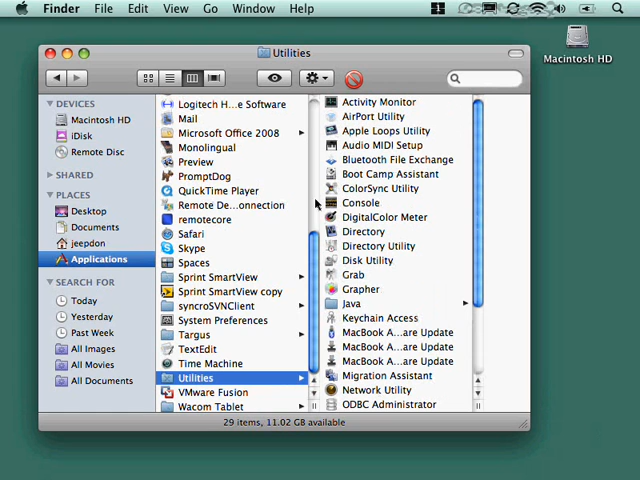 Finder File Edit View Go Window Help 1
Macintosh HD
Utilities
DEVICES
Macintosh HD
iDisk
Remote Disc
SHARED
PLACES
Desktop
Documents
jeepdon
Applications
SEARCH FOR
Today
Yesterday
Past Week
All Images
All Movies
All Documents
Logitech H...e Software
Mail
Microsoft Office 2008
Monolingual
Preview
PromptDog
QuickTime Player
Remote De...onnection
remotecore
Safari
Skype
Spaces
Sprint SmartView
Sprint SmartView copy
syncroSVNClient
System Preferences
Targus
TextEdit
Time Machine
Utilities
VMware Fusion
Wacom Tablet
Activity Monitor
AirPort Utility
Apple Loops Utility
Audio MIDI Setup
Bluetooth File Exchange
Boot Camp Assistant
ColorSync Utility
Console
DigitalColor Meter
Directory
Directory Utility
Disk Utility
Grab
Grapher
Java
Keychain Access
MacBook A...are Update
MacBook A...are Update
MacBook A...are Update
Migration Assistant
Network Utility
ODBC Administrator
29 items, 11.02 GB available